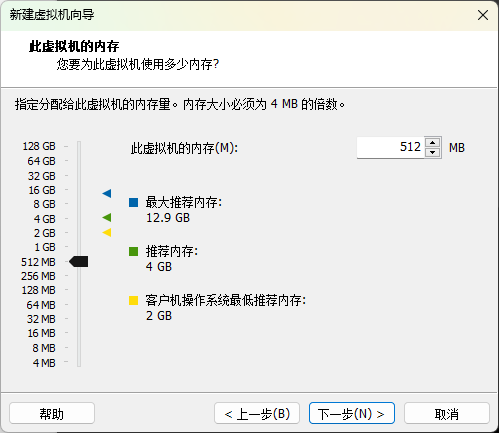 新建虚拟机向导
此虚拟机的内存
您要为此虚拟机使用多少内存?
指定分配给此虚拟机的内存量。内存大小必须为 4 MB 的倍数。
此虚拟机的内存(M): 512 MB
128 GB
64 GB
32 GB
16 GB
8 GB
4 GB
2 GB
1 GB
512 MB
256 MB
128 MB
64 MB
32 MB
16 MB
8 MB
4 MB
最大推荐内存:
12.9 GB
推荐内存:
4 GB
客户机操作系统最低推荐内存:
2 GB
帮助 < 上一步(B) 下一步(N) > 取消